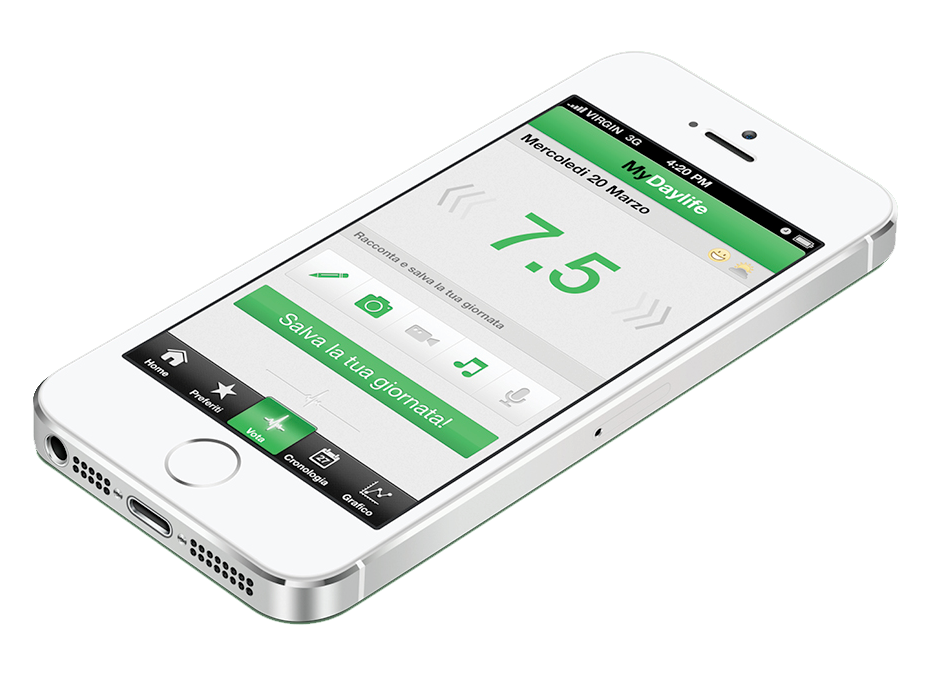 VIRGIN 3G 4:20 PM
MyDaylife
Mercoledi 20 Marzo
7.5
Racconta e salva la tua giornata
Salva la tua giornata!
Home
Preferiti
Vota
27
Cronologia
Grafico